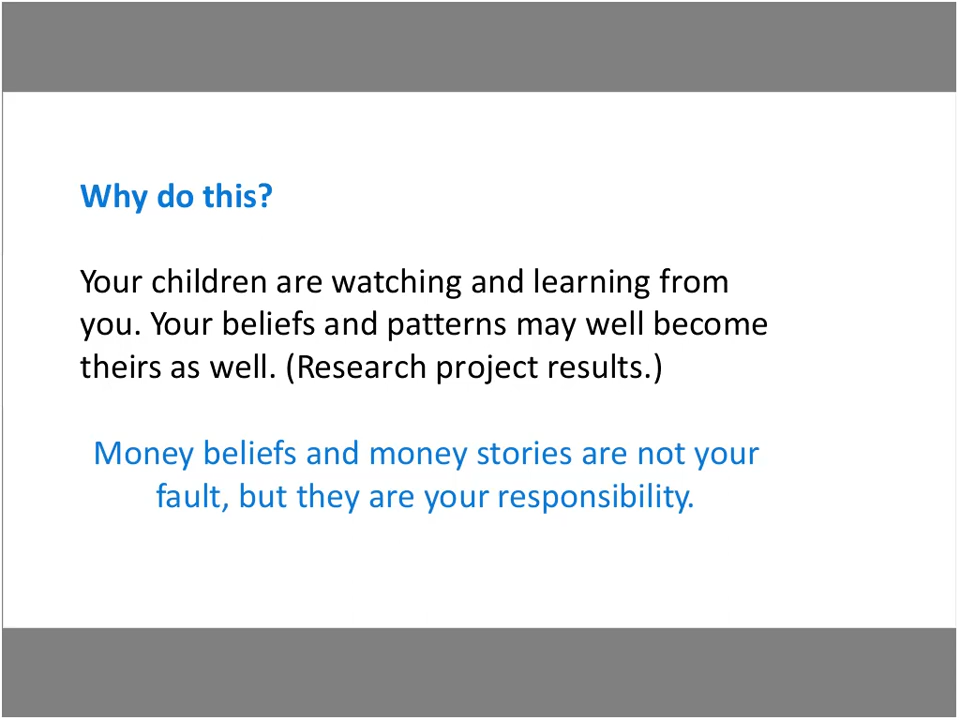 Why do this?
Your children are watching and learning from
you. Your beliefs and patterns may well become
theirs as well. (Research project results.)
Money beliefs and money stories are not your
fault, but they are your responsibility.